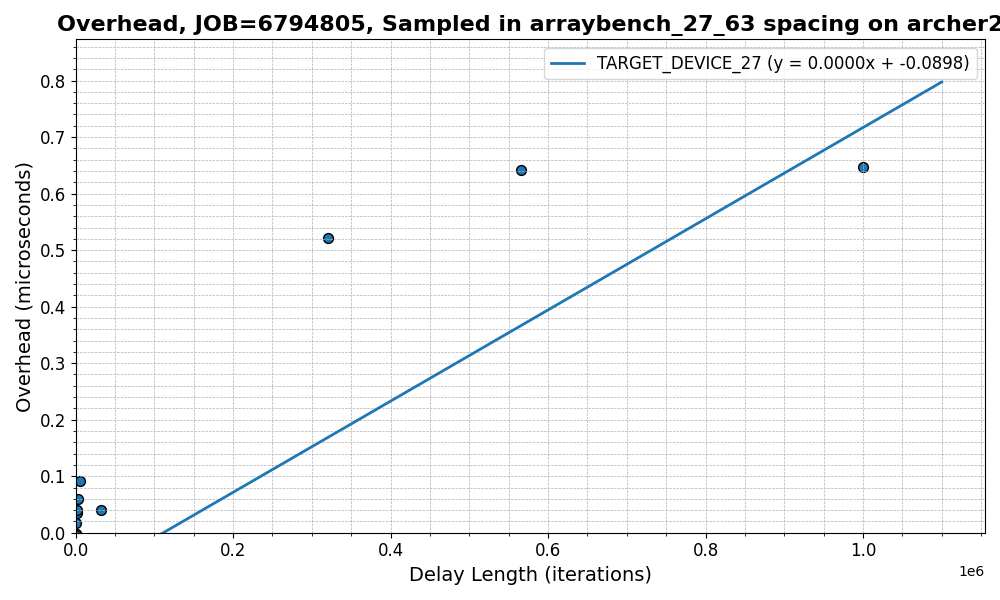 Overhead, JOB=6794805, Sampled in arraybench_27_63 spacing on archer2
TARGET_DEVICE_27 (y = 0.0000x + -0.0898)
Overhead (microseconds)
0.8
0.7
0.6
0.5
0.4
0.3
0.2
0.1
0.0
0.0 0.2 0.4 0.6 0.8 1.0
1e6
Delay Length (iterations)